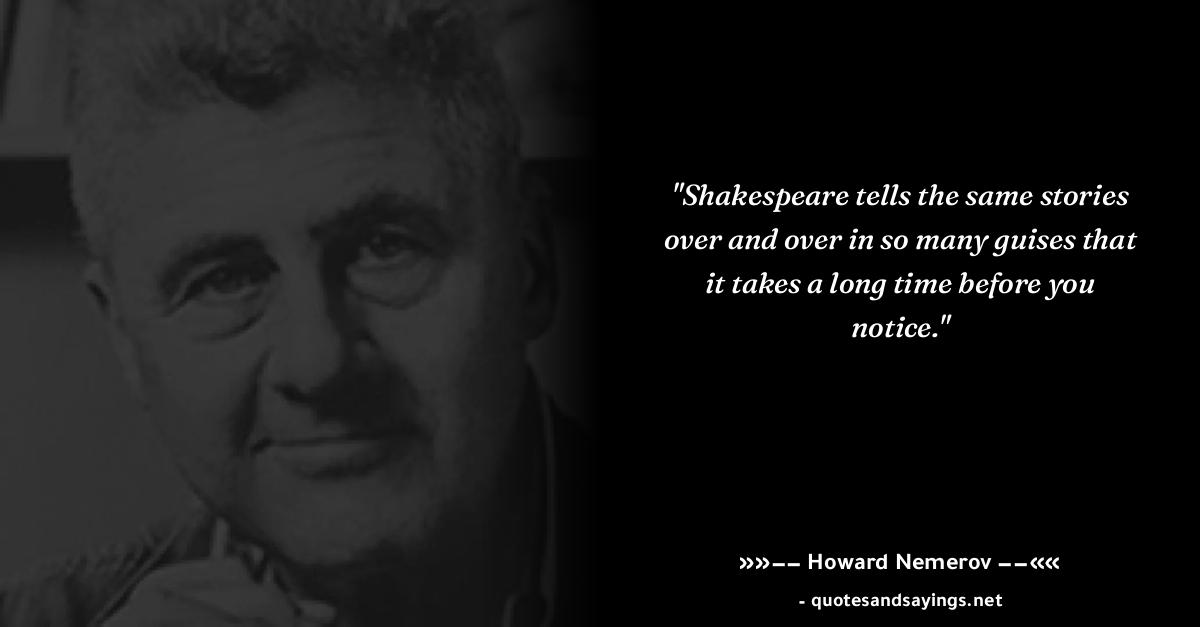 "Shakespeare tells the same stories
over and over in so many guises that
it takes a long time before you
notice."
»»–– Howard Nemerov ––««
- quotesandsayings.net